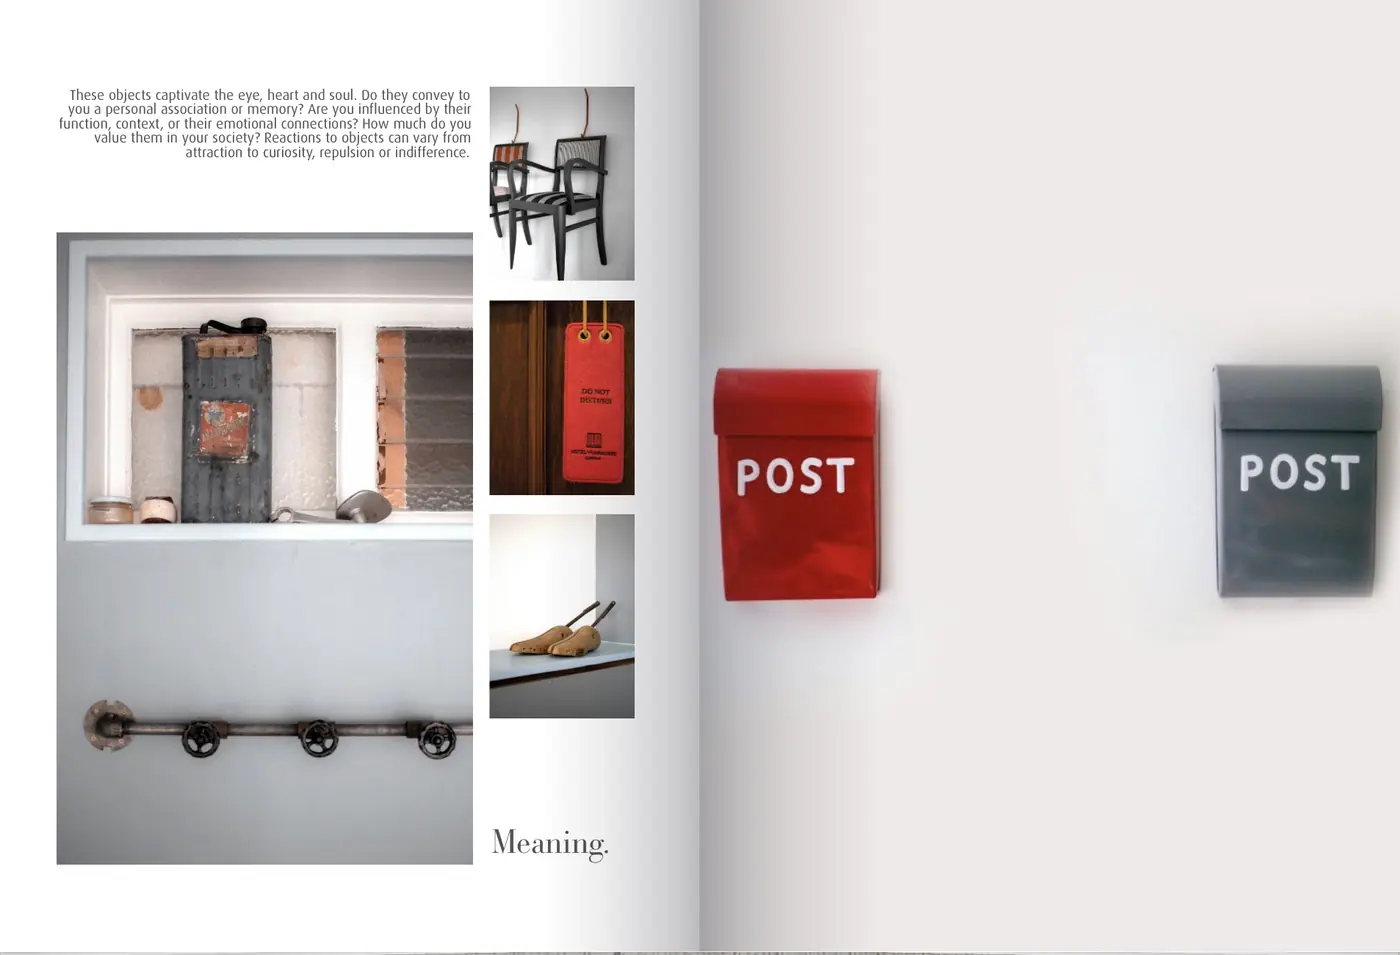 These objects captivate the eye, heart and soul. Do they convey to
you a personal association or memory? Are you influenced by their
function, context, or their emotional connections? How much do you
value them in your society? Reactions to objects can vary from
attraction to curiosity, repulsion or indifference.
DO NOT
DISTURB
Meaning.
POST
POST